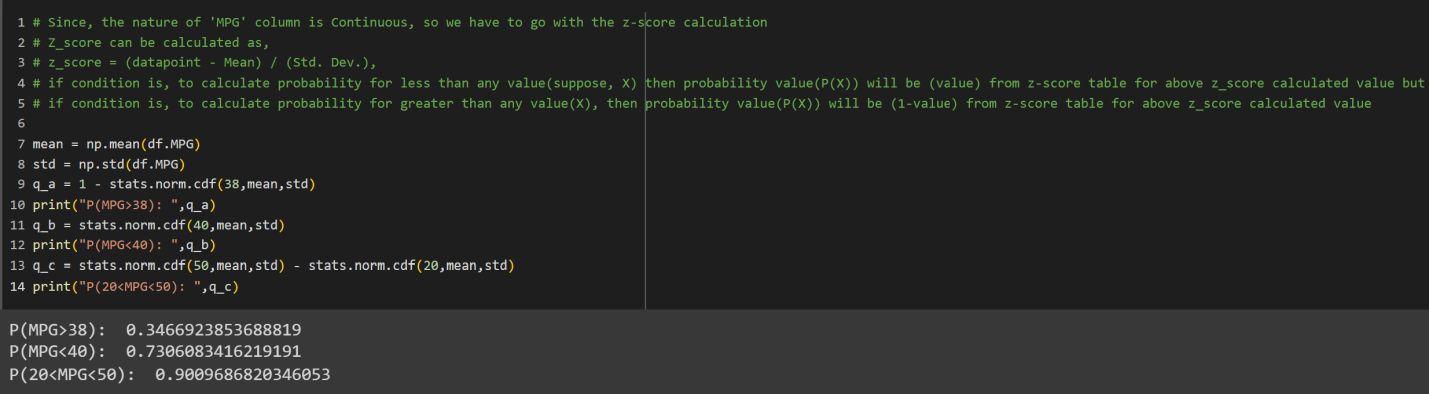 1 # Since, the nature of 'MPG' column is Continuous, so we have to go with the z-score calculation
2 # Z_score can be calculated as,
3 # z_score = (datapoint - Mean) / (Std. Dev.),
4 # if condition is, to calculate probability for less than any value(suppose, X) then probability value(P(X)) will be (value) from z-score table for above z_score calculated value but
5 # if condition is, to calculate probability for greater than any value(X), then probability value(P(X)) will be (1-value) from z-score table for above z_score calculated value
6
7 mean = np.mean(df.MPG)
8 std = np.std(df.MPG)
9 q_a = 1 - stats.norm.cdf(38,mean,std)
10 print("P(MPG>38): ",q_a)
11 q_b = stats.norm.cdf(40,mean,std)
12 print("P(MPG<40): ",q_b)
13 q_c = stats.norm.cdf(50,mean,std) - stats.norm.cdf(20,mean,std)
14 print("P(20<MPG<50): ",q_c)
P(MPG>38):  0.3466923853688819
P(MPG<40):  0.7306083416219191
P(20<MPG<50):  0.9009686820346053